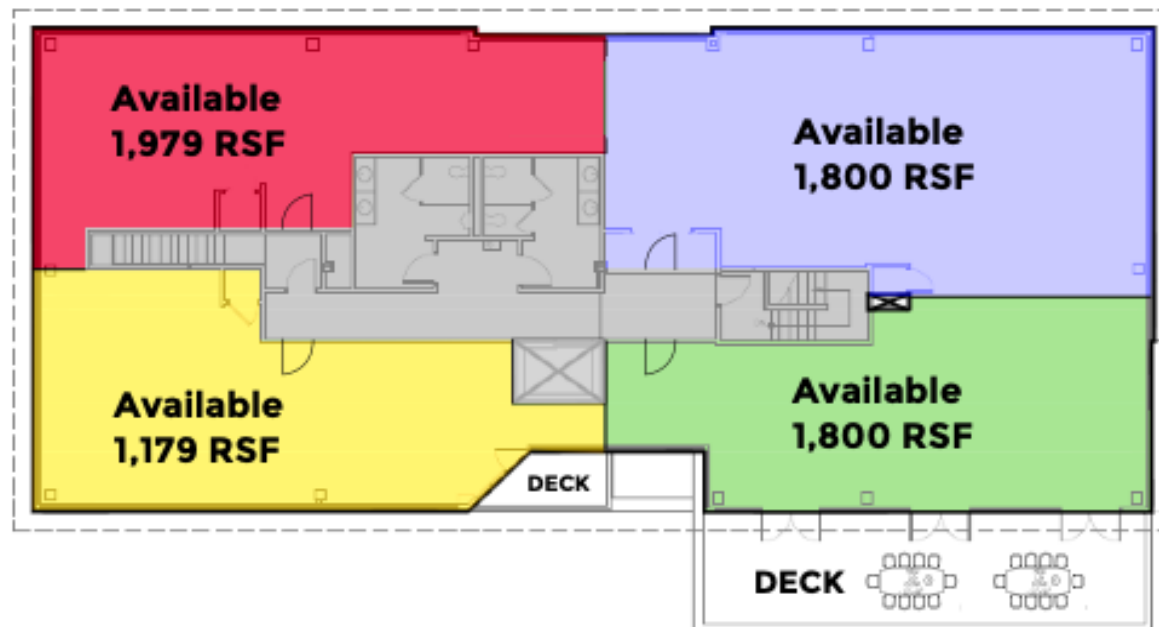 Available
1,979 RSF
Available
1,800 RSF
Available
1,179 RSF
Available
1,800 RSF
DECK
DECK